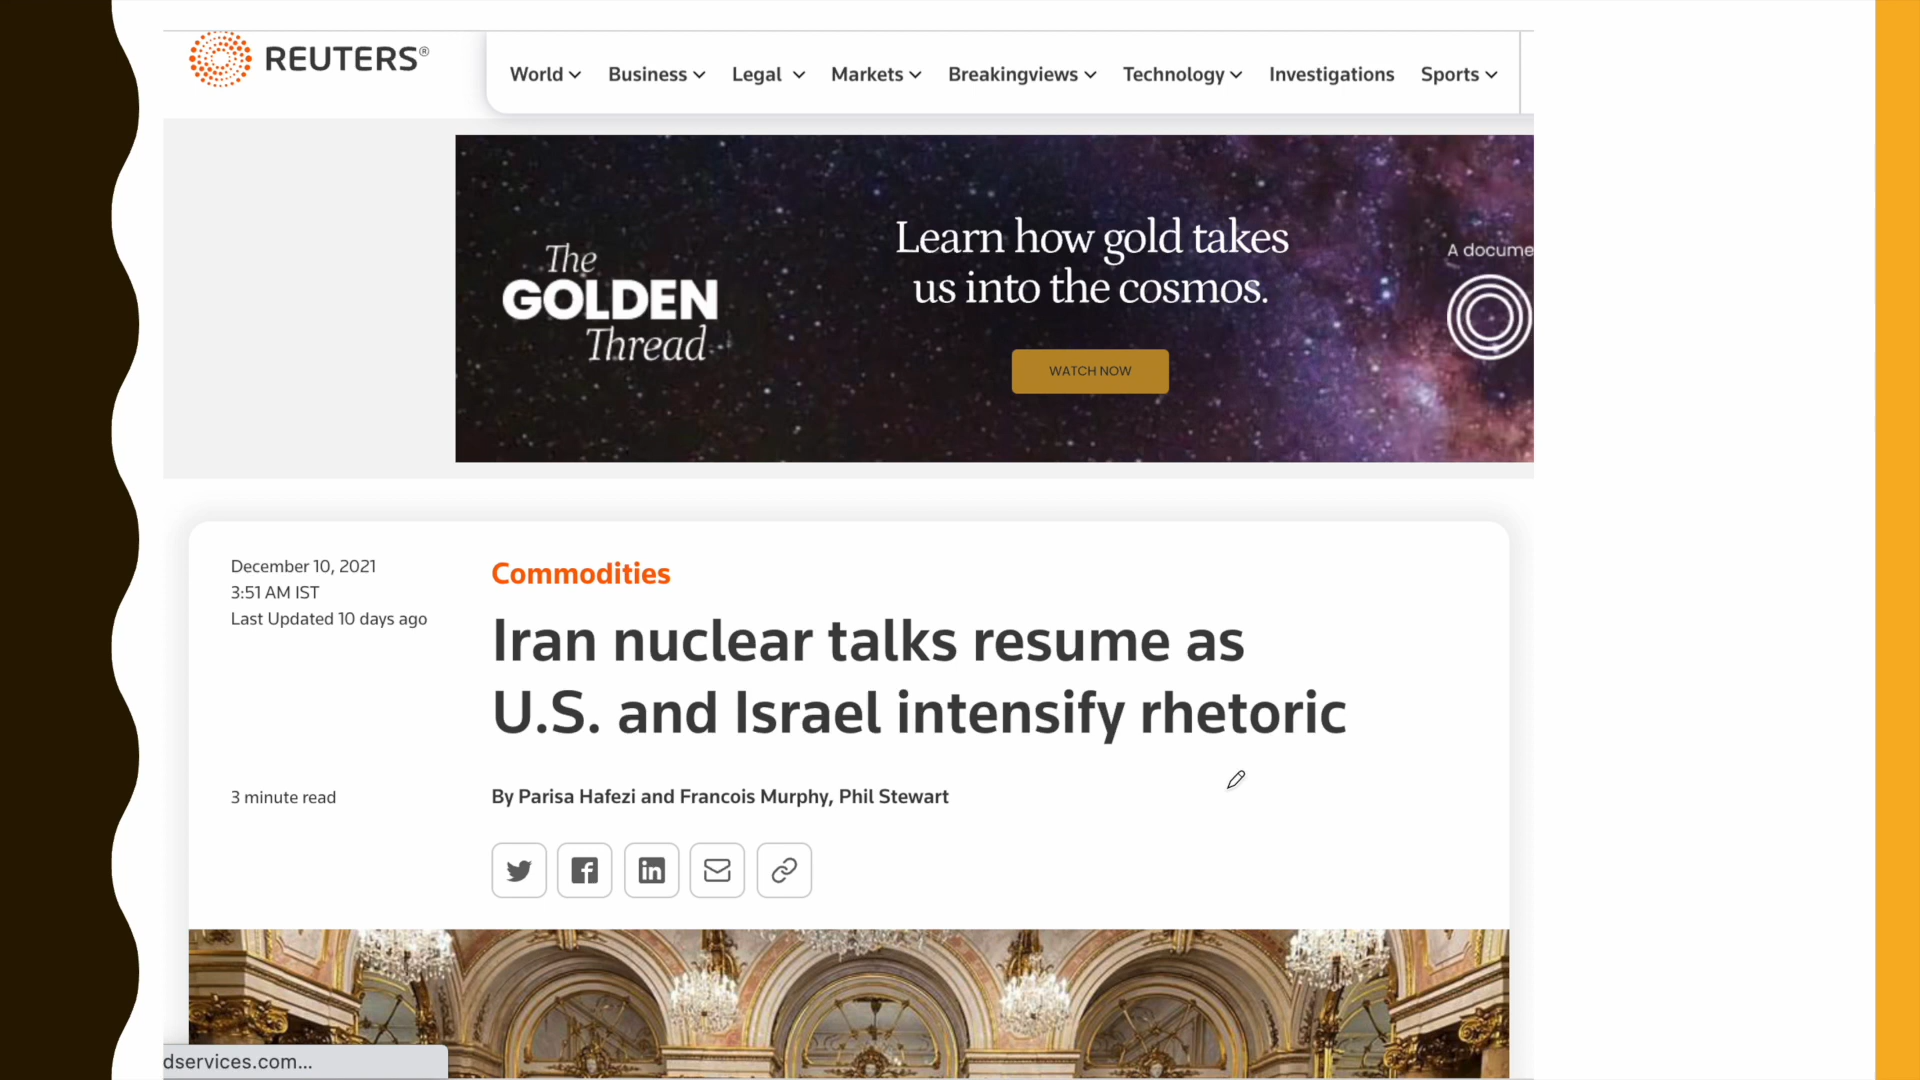 REUTERS®
World Business Legal Markets Breakingviews Technology Investigations Sports
The
GOLDEN
Thread
Learn how gold takes
us into the cosmos.
WATCH NOW
A docume
December 10, 2021
3:51 AM IST
Last Updated 10 days ago
Commodities
Iran nuclear talks resume as
U.S. and Israel intensify rhetoric
3 minute read
By Parisa Hafezi and Francois Murphy, Phil Stewart
dservices.com...